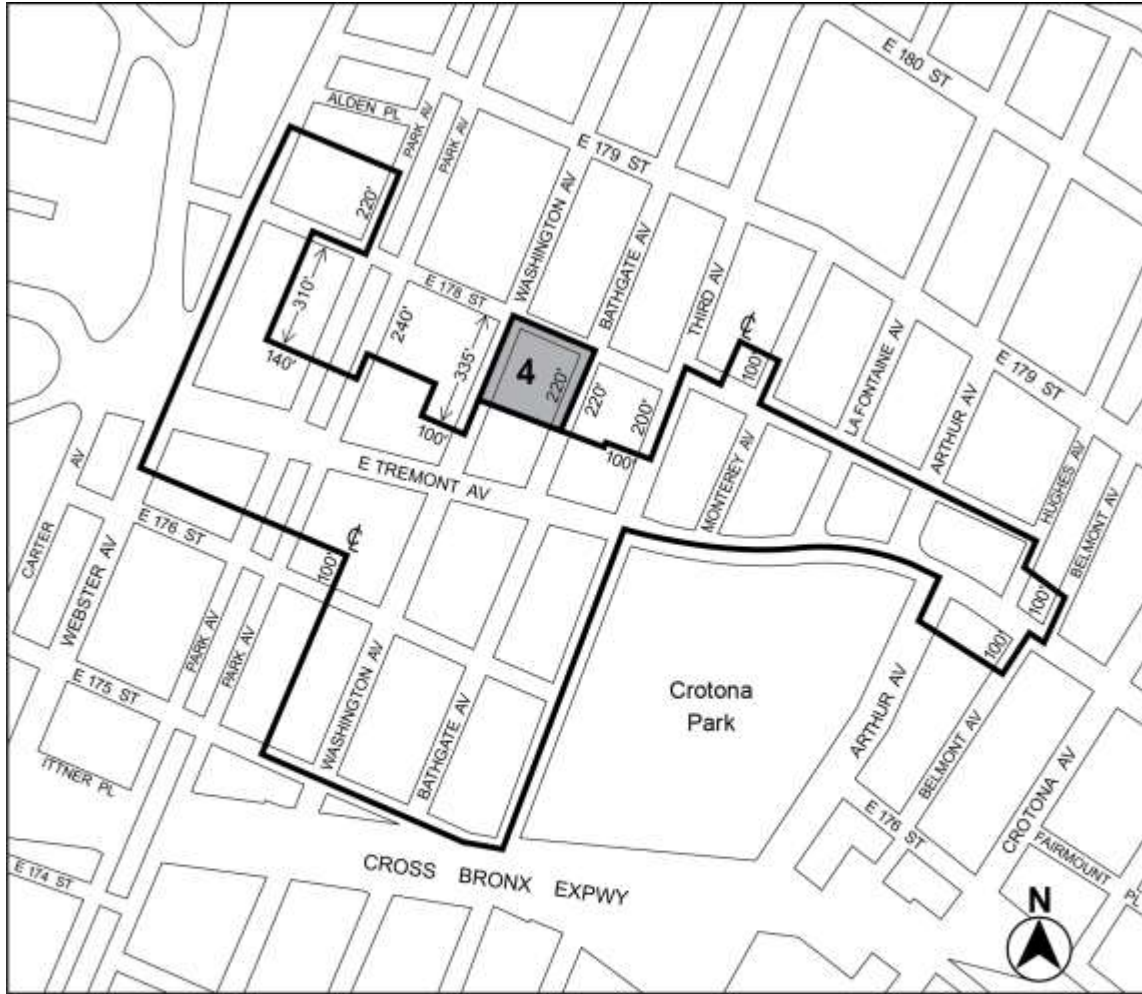 E 180 ST
ALDEN PL
PARK AV
PARK AV
E 179 ST
WASHINGTON AV
BATHGATE AV
THIRD AV
220'
E 178 ST
310'
240'
335'
4
220'
220'
200'
140'
100'
100'
100'
℄
LA FONTAINE AV
ARTHUR AV
E 179 ST
HUGHES AV
BELMONT AV
MONTEREY AV
E TREMONT AV
CARTER AV
E 176 ST
℄
100'
WEBSTER AV
PARK AV
PARK AV
100'
100'
E 175 ST
WASHINGTON AV
BATHGATE AV
Crotona
Park
ARTHUR AV
BELMONT AV
CROTONA AV
ITTNER PL
E 176 ST
FAIRMOUNT PL
E 174 ST
CROSS BRONX EXPWY
N